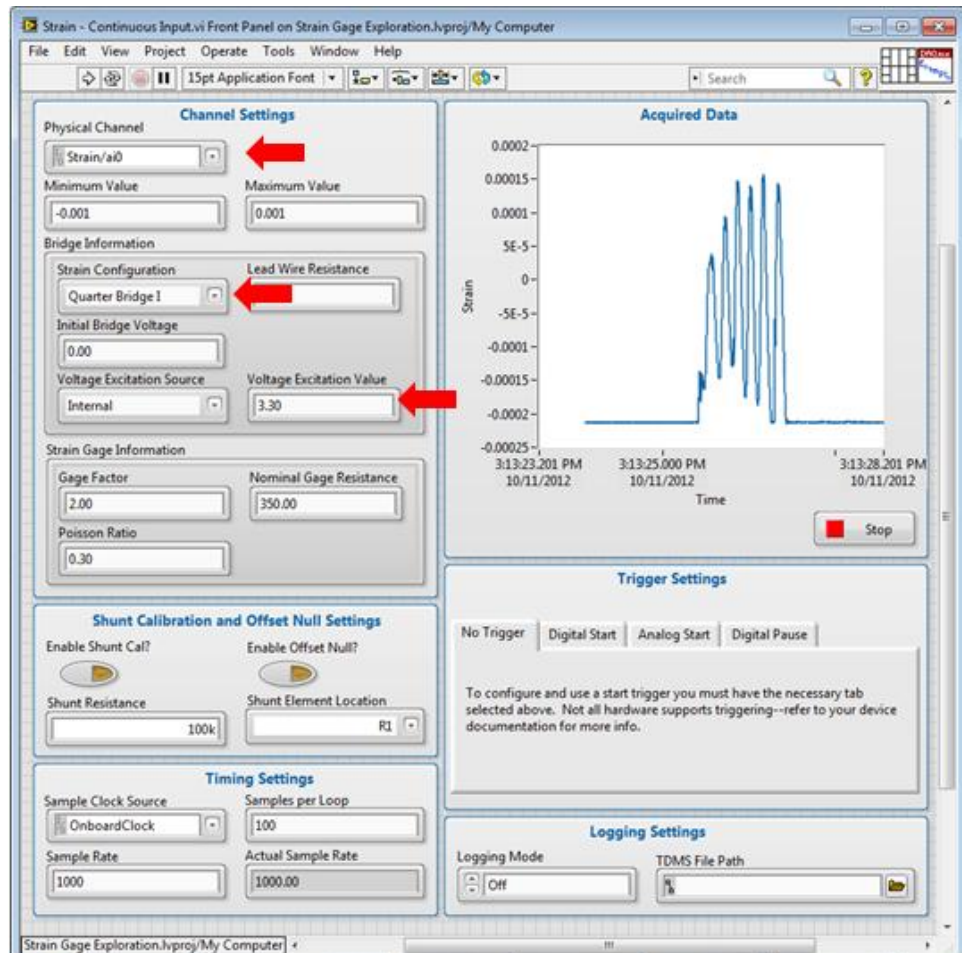 Strain - Continuous Input.vi Front Panel on Strain Gage Exploration.lvproj/My Computer
File Edit View Project Operate Tools Window Help
15pt Application Font
Search
Channel Settings
Physical Channel
Strain/ai0
Minimum Value Maximum Value
-0.001 0.001
Bridge Information
Strain Configuration Lead Wire Resistance
Quarter Bridge I
Initial Bridge Voltage
0.00
Voltage Excitation Source Voltage Excitation Value
Internal 3.30
Strain Gage Information
Gage Factor Nominal Gage Resistance
2.00 350.00
Poisson Ratio
0.30
Shunt Calibration and Offset Null Settings
Enable Shunt Cal? Enable Offset Null?
Shunt Resistance Shunt Element Location
100k R1
Timing Settings
Sample Clock Source Samples per Loop
OnboardClock 100
Sample Rate Actual Sample Rate
1000 1000.00
Acquired Data
0.0002
0.00015
0.0001
5E-5
0
-5E-5
-0.0001
-0.00015
-0.0002
-0.00025
Strain
3:13:23.201 PM 3:13:25.000 PM 3:13:28.201 PM
10/11/2012 10/11/2012 10/11/2012
Time
Stop
Trigger Settings
No Trigger Digital Start Analog Start Digital Pause
To configure and use a start trigger you must have the necessary tab
selected above. Not all hardware supports triggering--refer to your device
documentation for more info.
Logging Settings
Logging Mode TDMS File Path
Off
Strain Gage Exploration.lvproj/My Computer